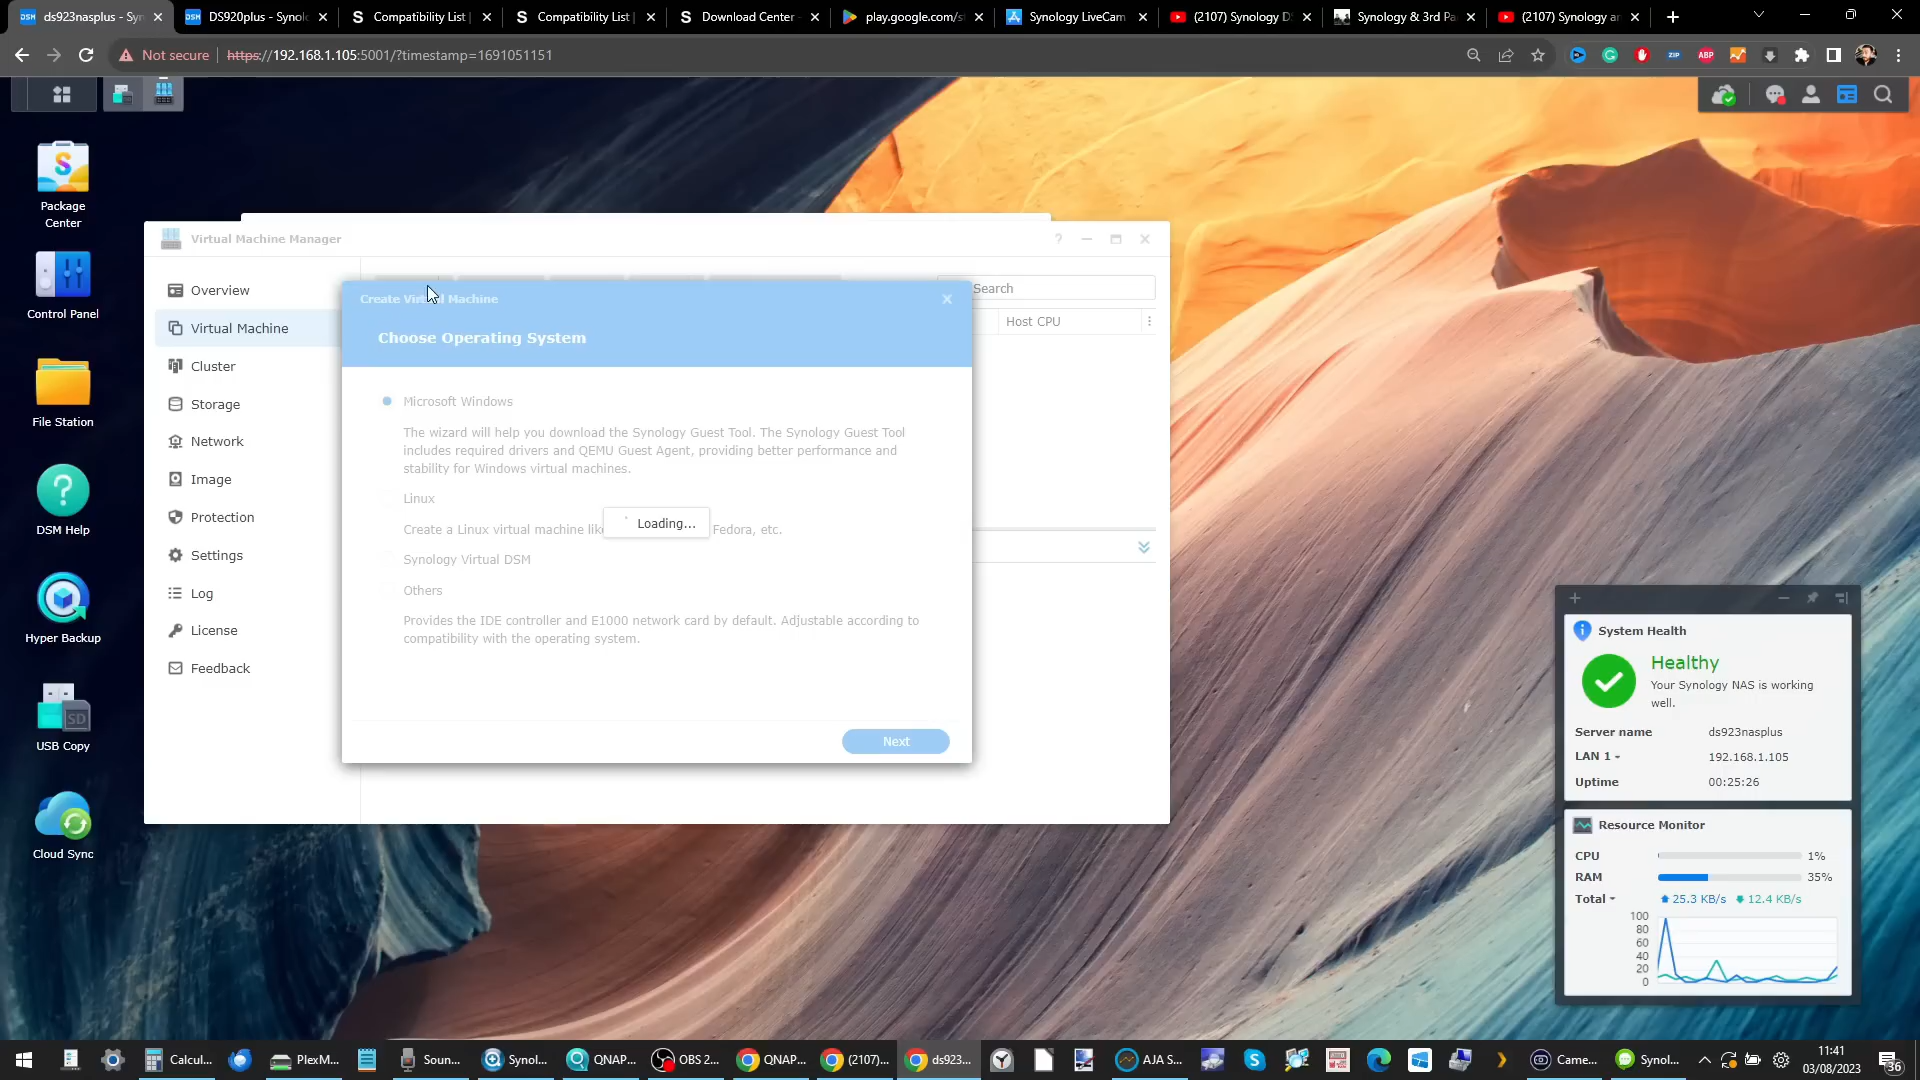 ds923nasplus - Syn
DS920plus - Synol
Compatibility List |
Compatibility List |
Download Center -
play.google.com/st
Synology LiveCam
(2107) Synology D
Synology & 3rd Pa
(2107) Synology a
Not secure
https://192.168.1.105:5001/?timestamp=1691051151
ZIP
ABP
Package
Center
Control Panel
File Station
DSM Help
Hyper Backup
USB Copy
Cloud Sync
Virtual Machine Manager
Overview
Virtual Machine
Cluster
Storage
Network
Image
Protection
Settings
Log
License
Feedback
Search
Host CPU
Create Virtual Machine
Choose Operating System
Microsoft Windows
The wizard will help you download the Synology Guest Tool. The Synology Guest Tool
includes required drivers and QEMU Guest Agent, providing better performance and
stability for Windows virtual machines.
Linux
Create a Linux virtual machine Fedora, etc.
Loading...
Synology Virtual DSM
Others
Provides the IDE controller and E1000 network card by default. Adjustable according to
compatibility with the operating system.
Next
System Health
Healthy
Your Synology NAS is working
well.
Server name ds923nasplus
LAN 1 192.168.1.105
Uptime 00:25:26
Resource Monitor
CPU 1%
RAM 35%
Total 25.3 KB/s 12.4 KB/s
100
80
60
40
20
0
Calcul...
PlexM...
Soun...
Synol...
QNAP...
OBS 2...
QNAP...
(2107)...
ds923...
AJA S...
Came...
Synol...
11:41
03/08/2023
36